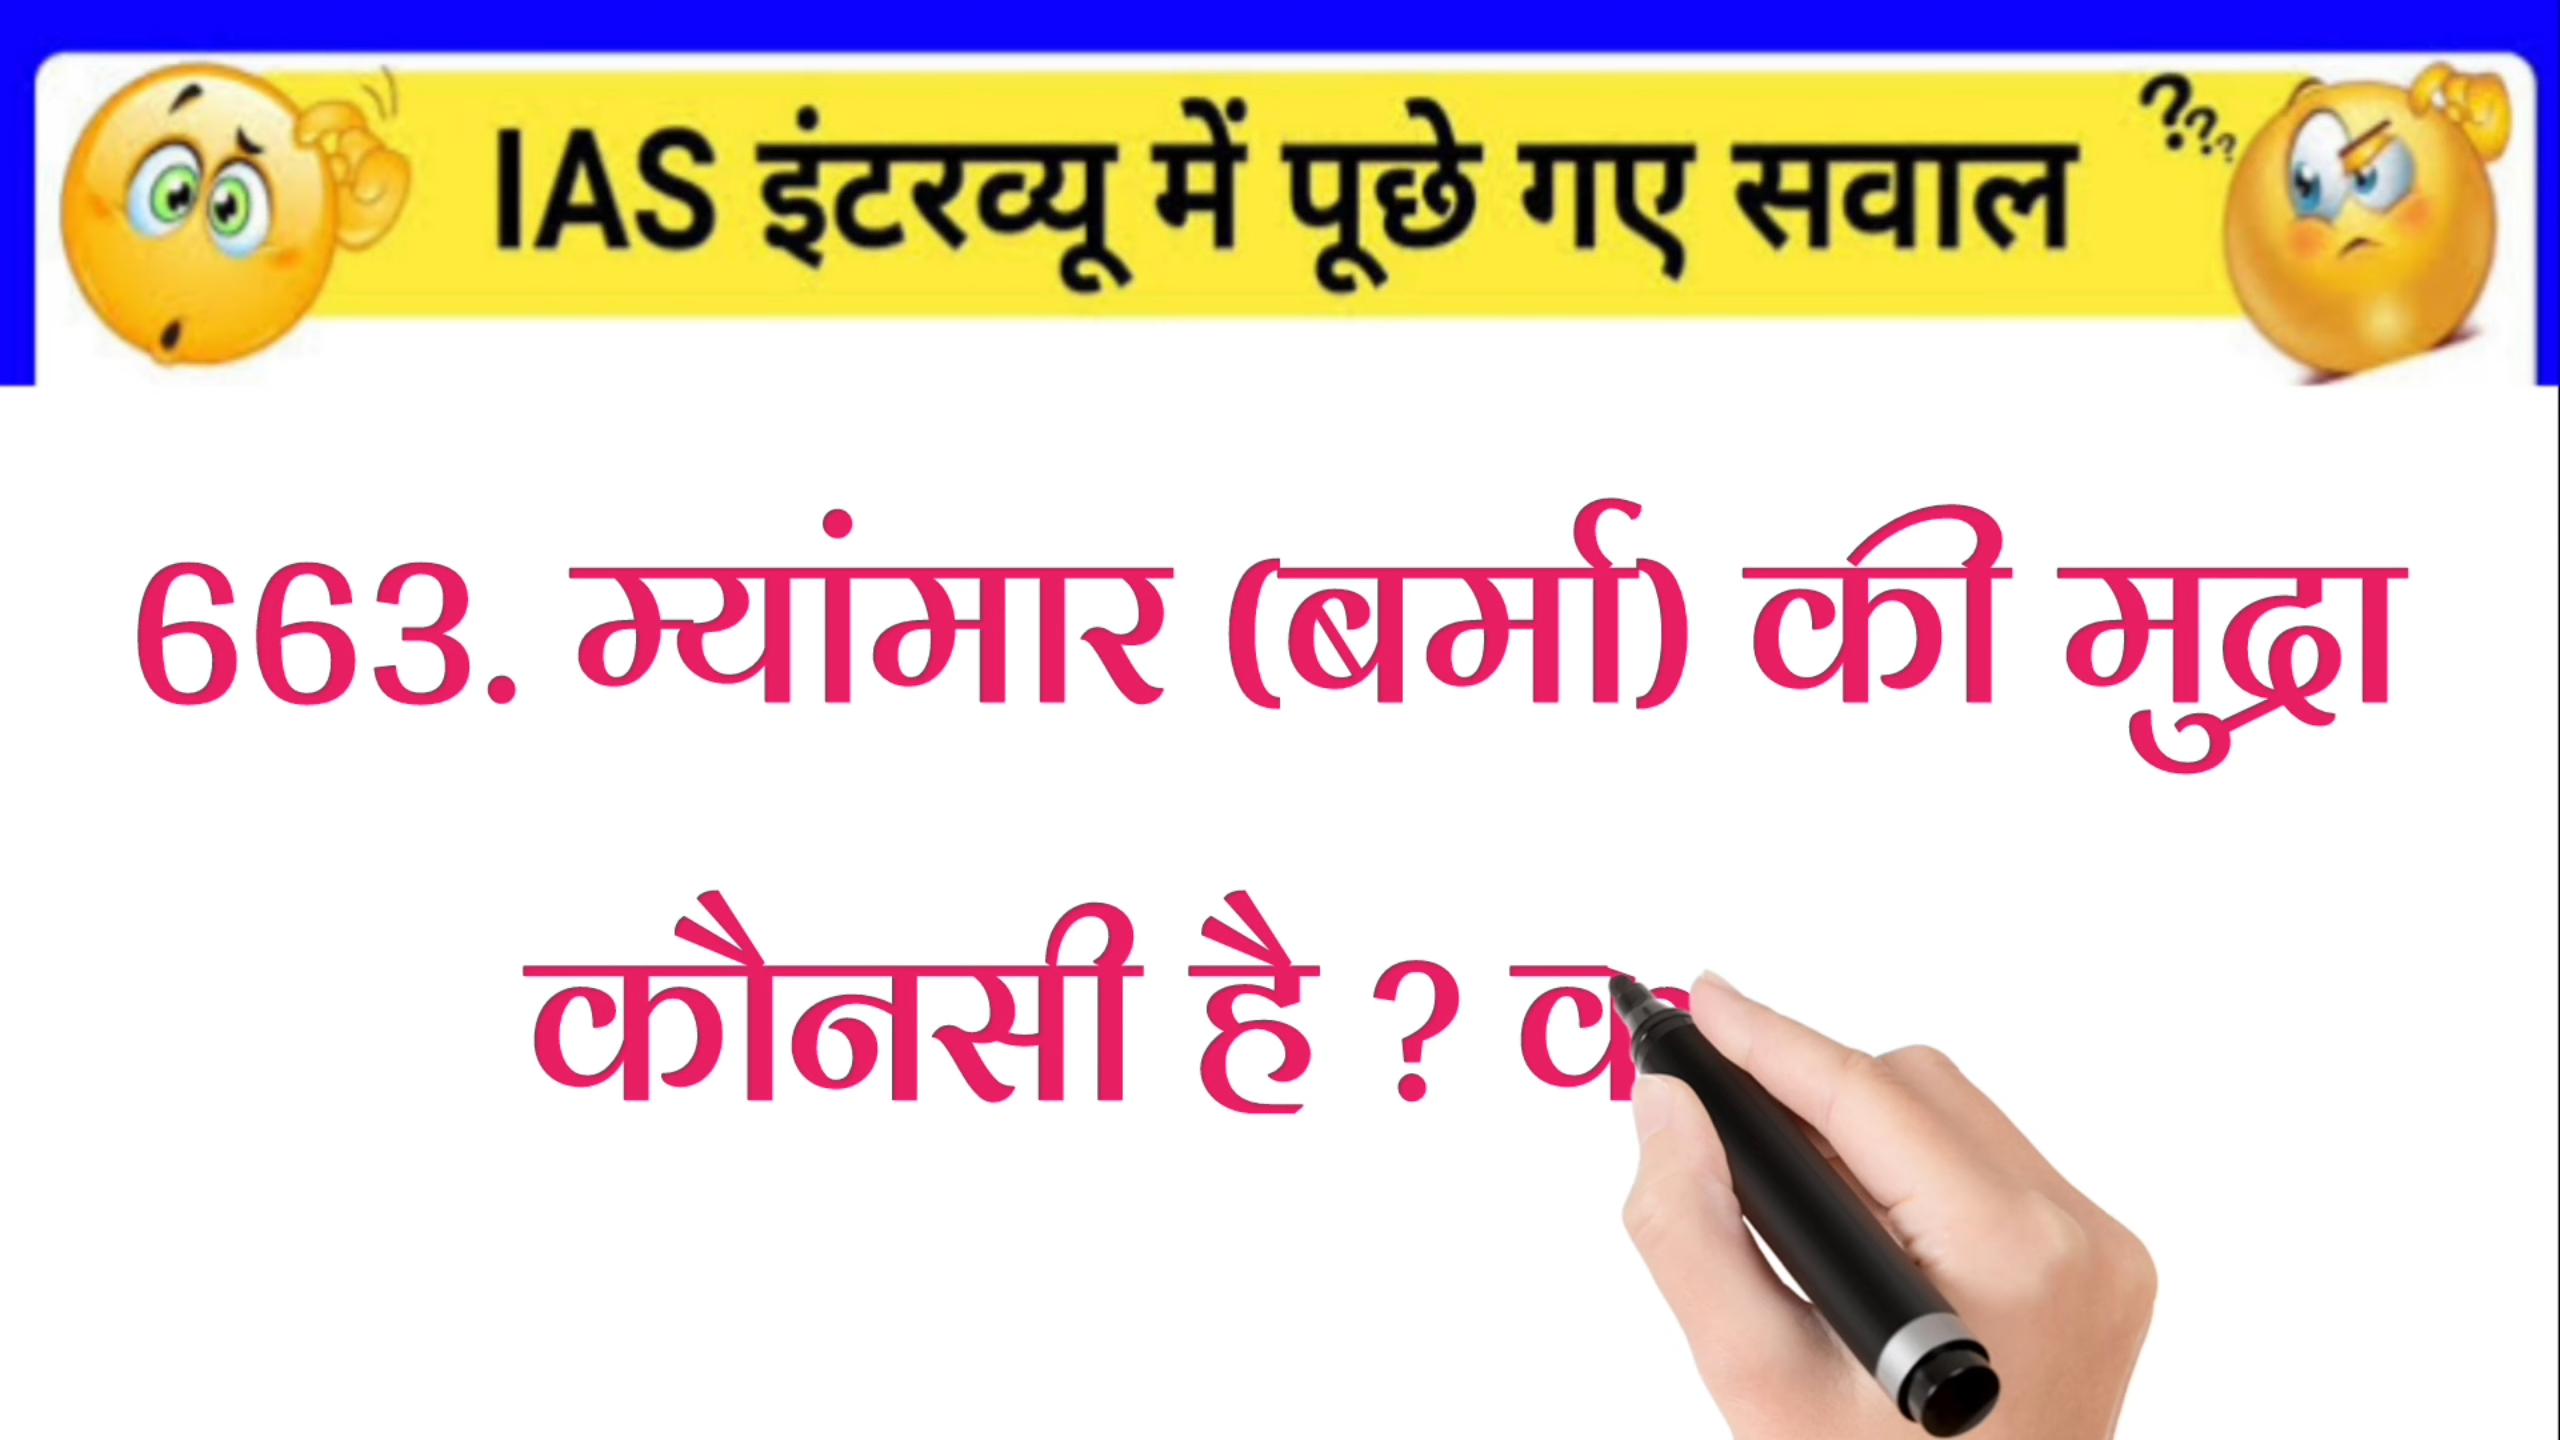 IAS इंटरव्यू में पूछे गए सवाल
???
663. म्यांमार (बर्मा) की मुद्रा
कौनसी है ?